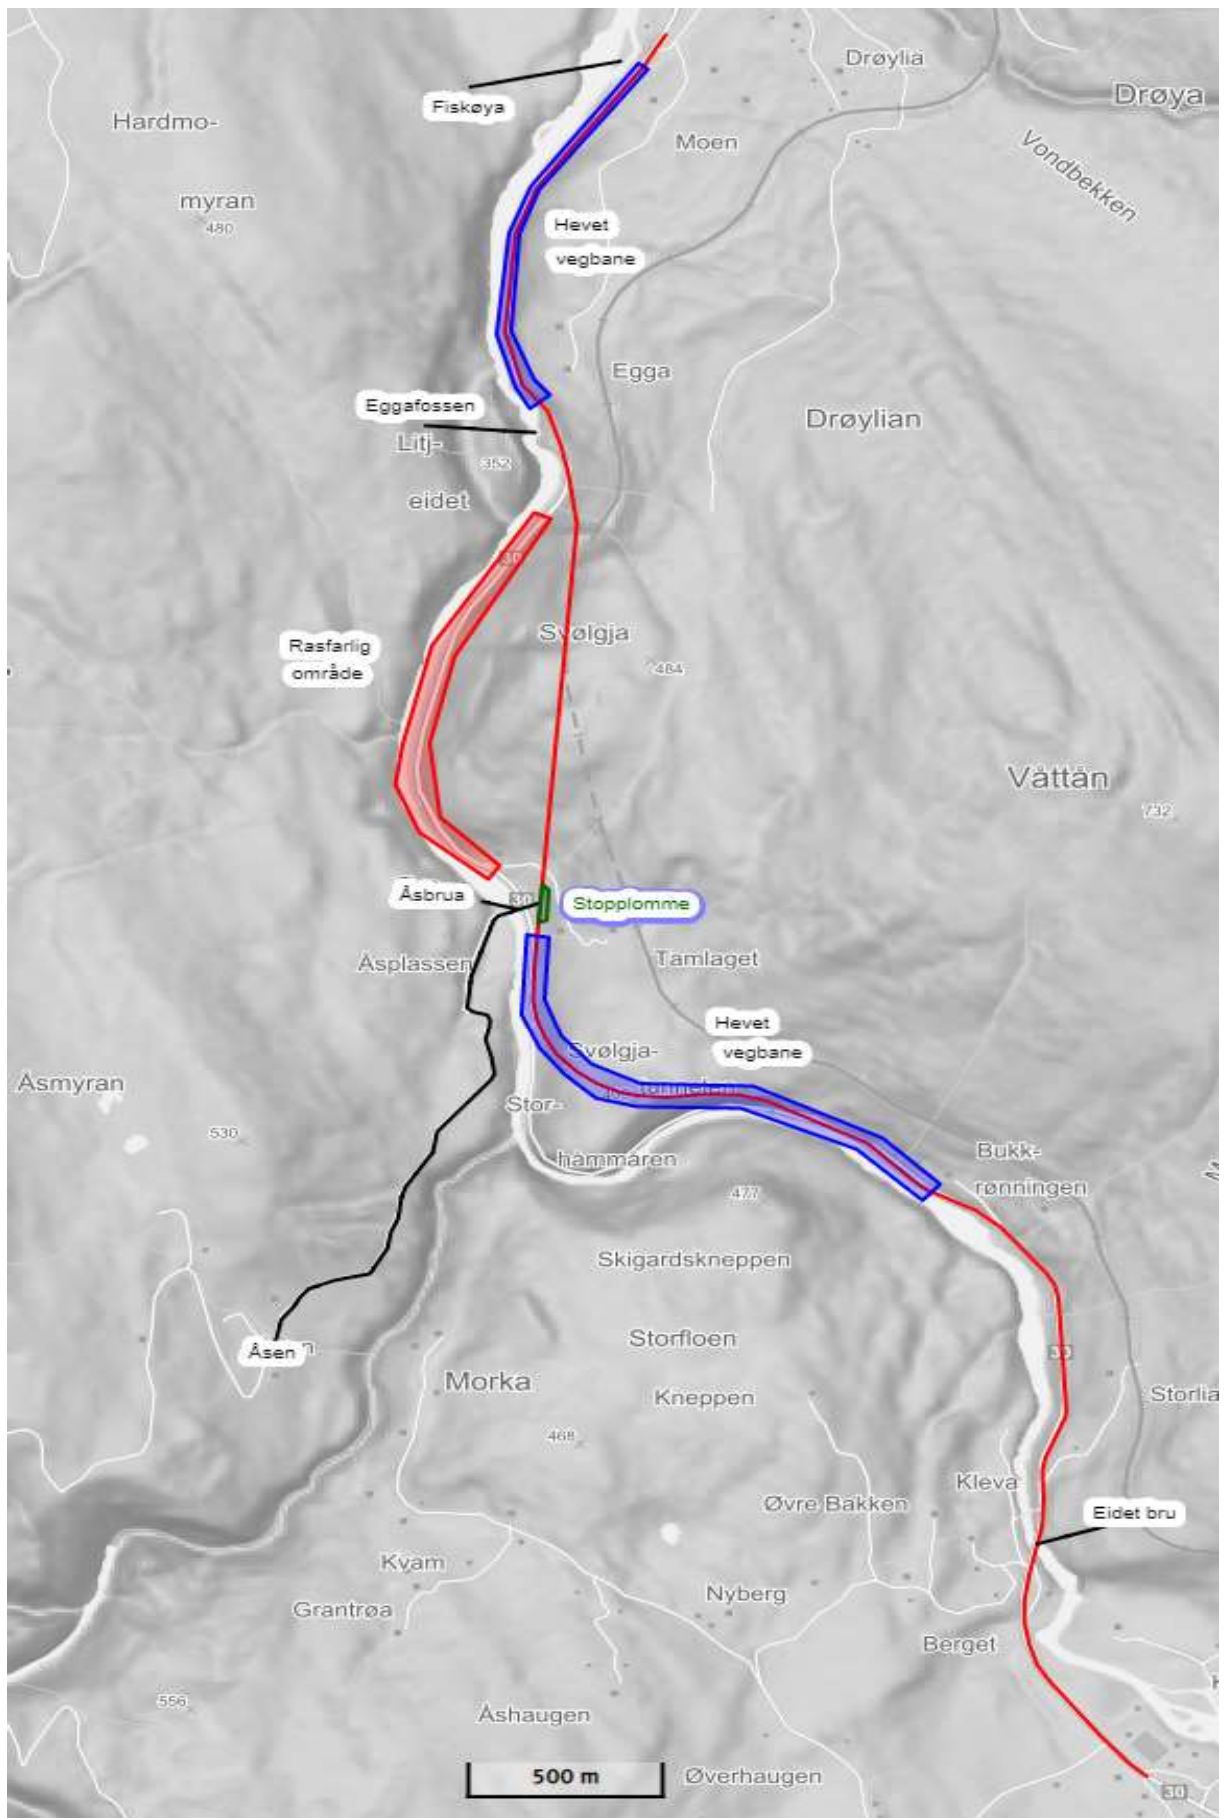 Drøylia
Drøya
Fiskøya
Hardmo-
Moen
Vondbekken
myran
480
Hevet
vegbane
Egga
Eggafossen
Drøylian
Litj-
352
eidet
30
Svølgja
Rasfarlig
område
484
Våttån
732
Åsbrua
30
Stopplomme
Åsplassen
Tamlaget
Hevet
vegbane
Svølgja-
Åsmyran
Stor-
530
hammaren
Bukk-
rønningen
477
Skigardskneppen
Storfloen
Åsen
30
Morka
Kneppen
Storlia
468
Kleva
Øvre Bakken
Eidet bru
Kvam
Nyberg
Grantrøa
Berget
556
Åshaugen
500 m
Øverhaugen
30